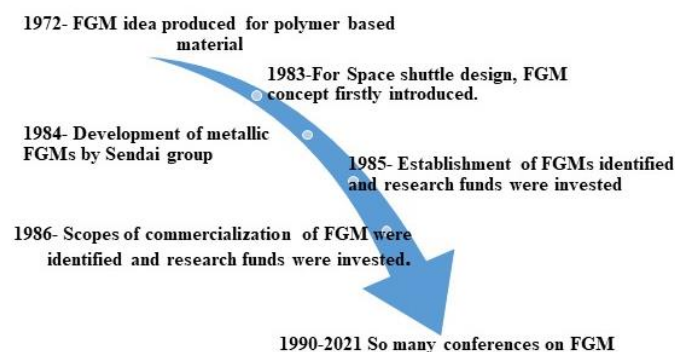 1972- FGM idea produced for polymer based
material
1983-For Space shuttle design, FGM
concept firstly introduced.
1984- Development of metallic
FGMs by Sendai group
1985- Establishment of FGMs identified
and research funds were invested
1986- Scopes of commercialization of FGM were
identified and research funds were invested.
1990-2021 So many conferences on FGM